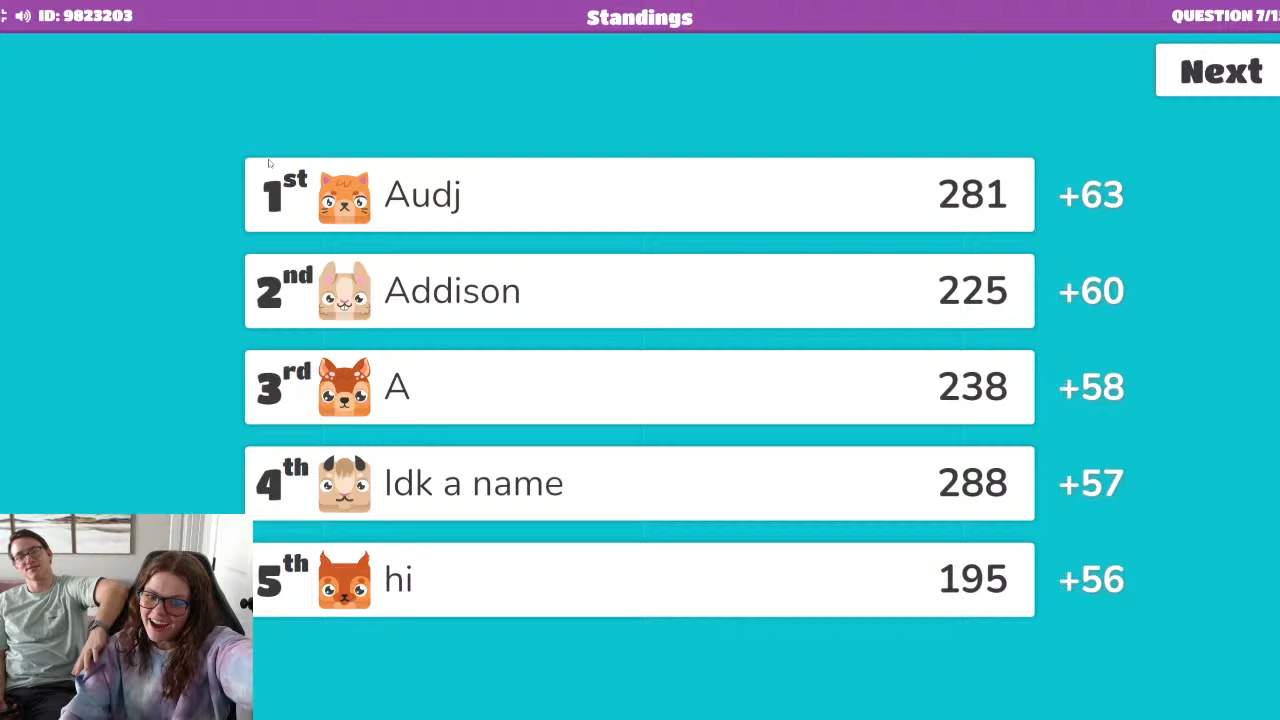 ID: 9823203
Standings
QUESTION 7/1
Next
1st Audj 281 +63
2nd Addison 225 +60
3rd A 238 +58
4th Idk a name 288 +57
5th hi 195 +56